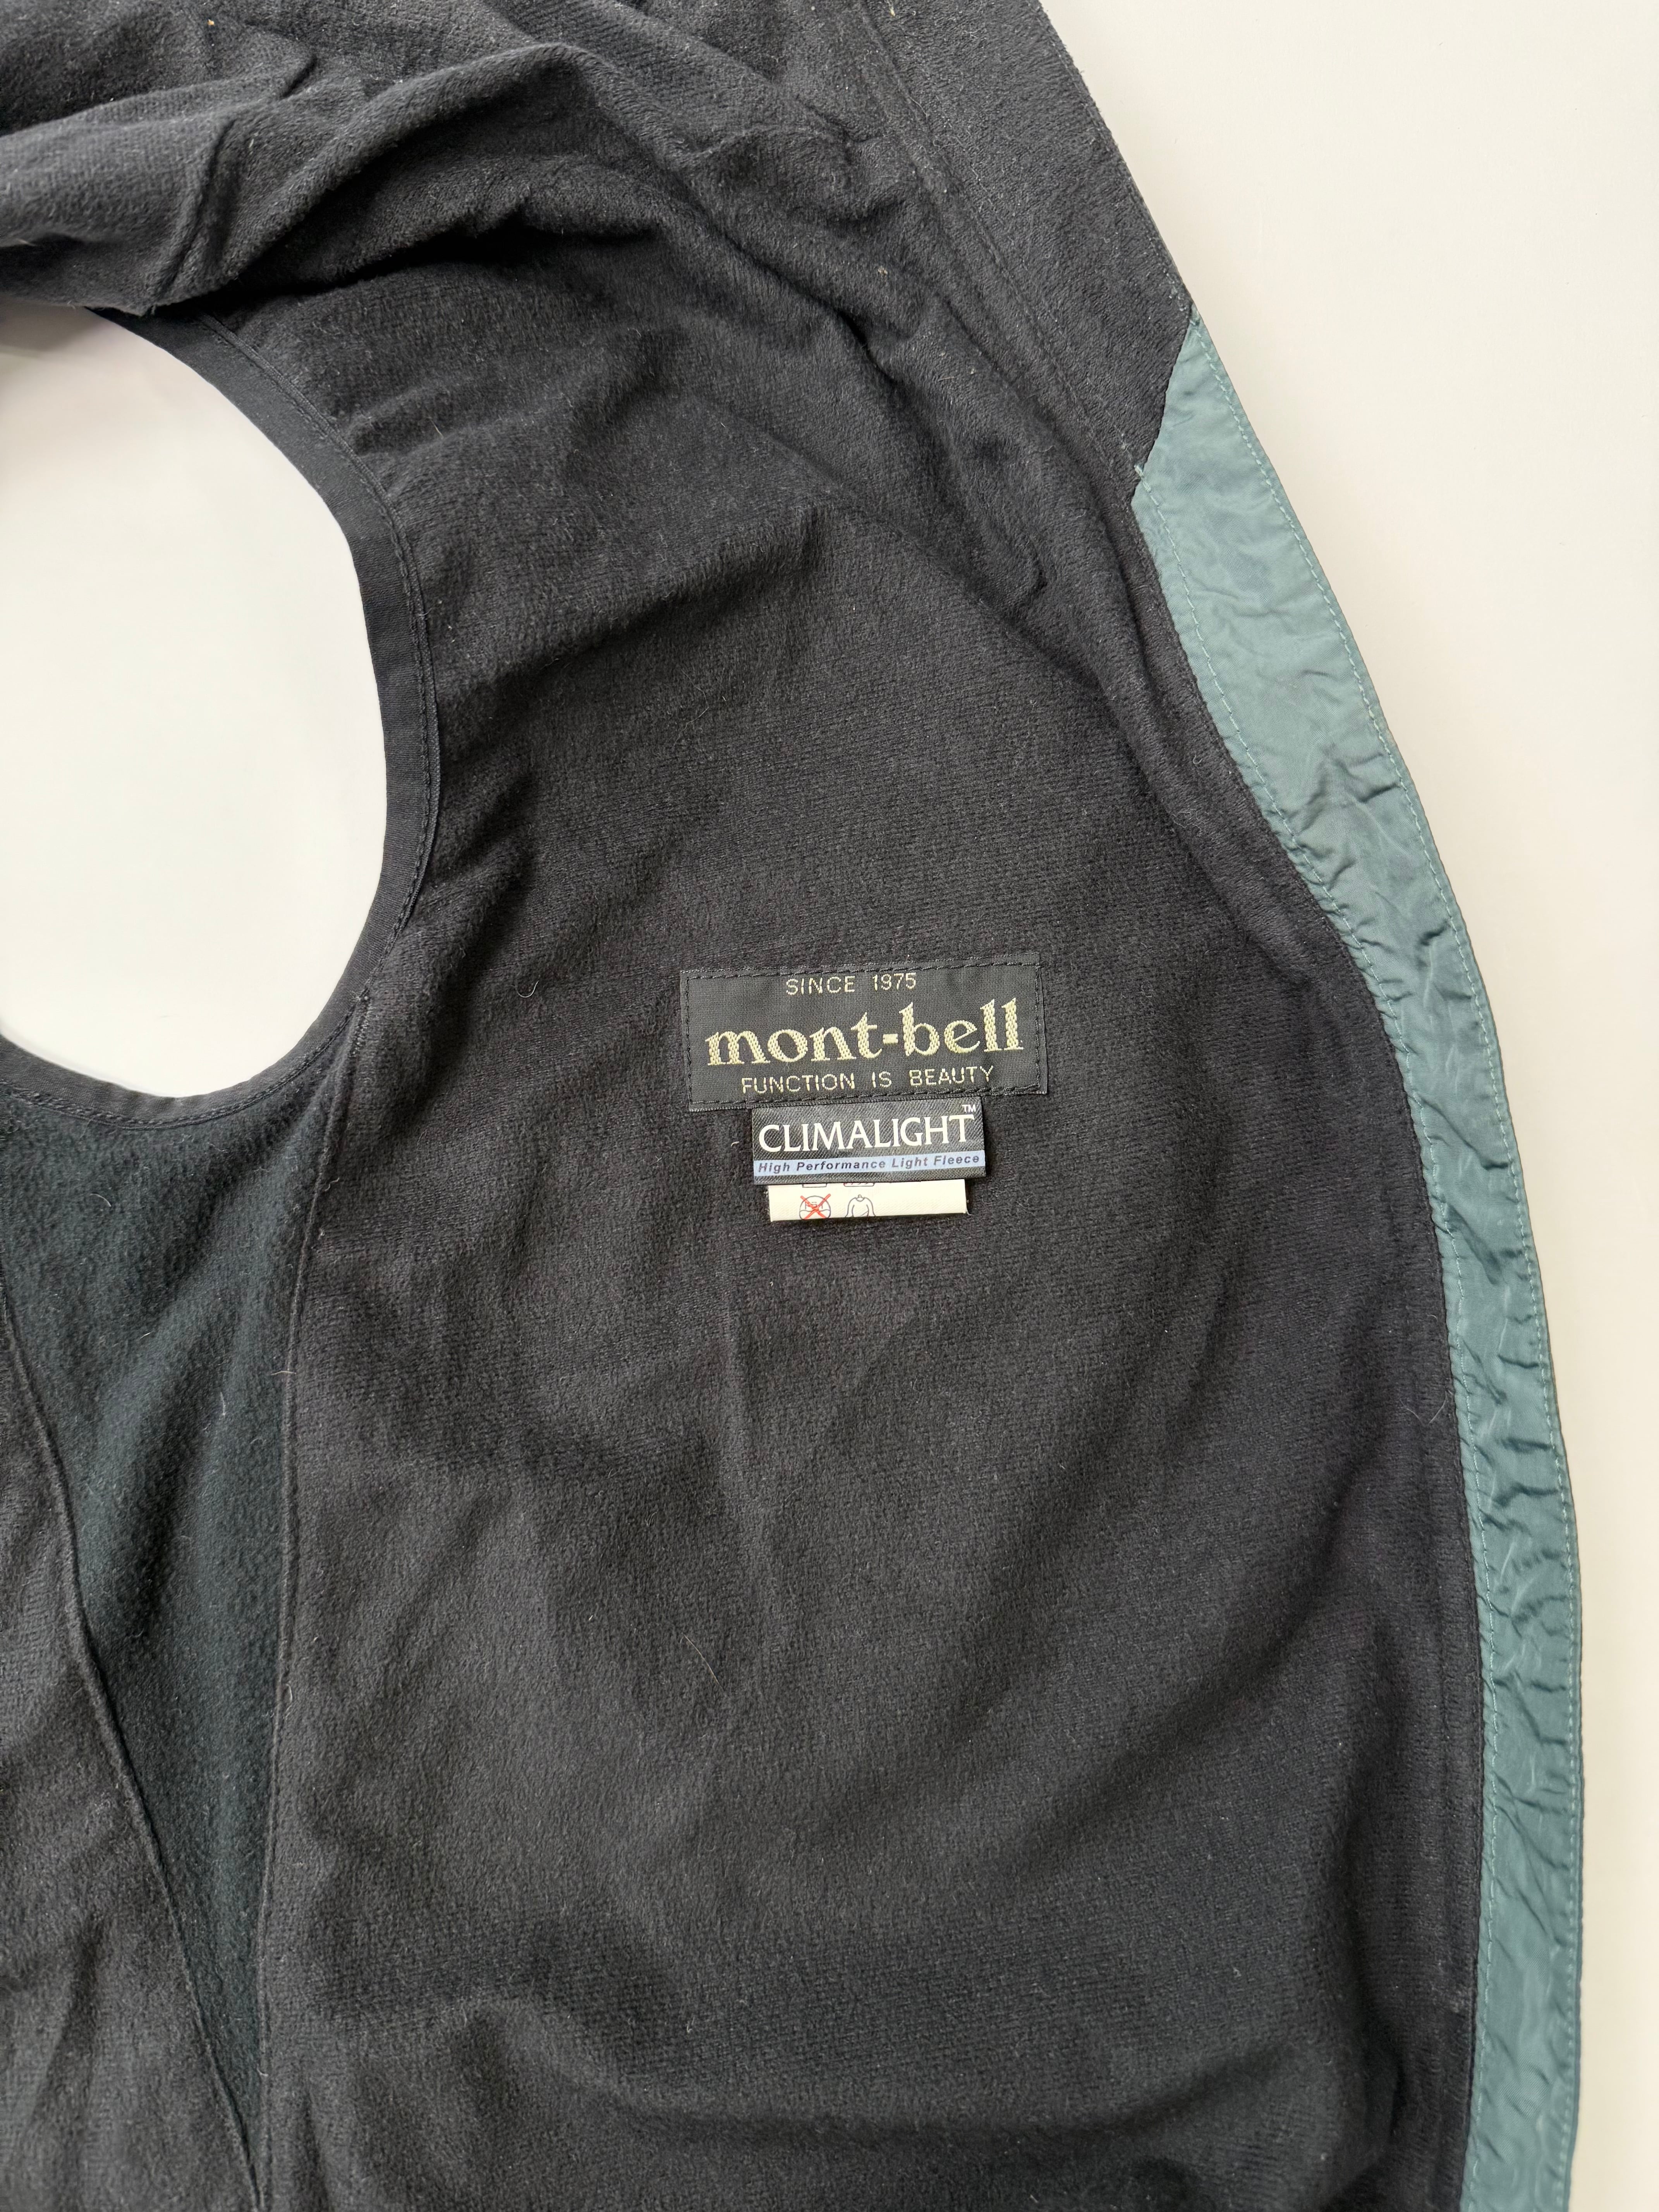 SINCE 1975
mont-bell
FUNCTION IS BEAUTY
CLIMALIGHT™
High Performance Light Fleece